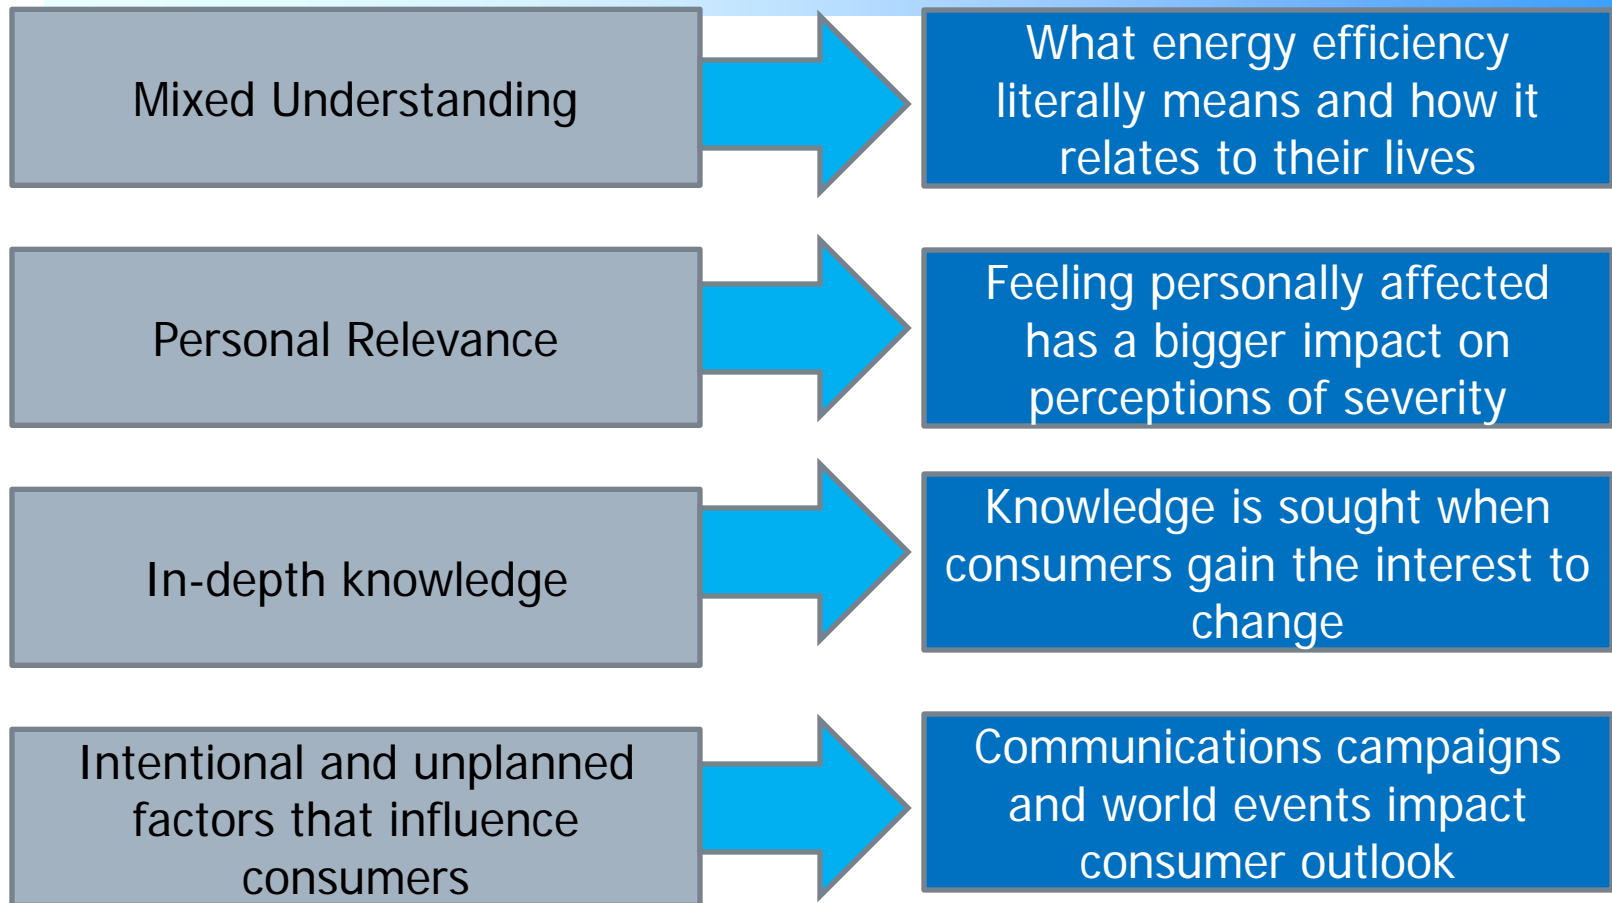 Mixed Understanding
What energy efficiency
literally means and how it
relates to their lives
Personal Relevance
Feeling personally affected
has a bigger impact on
perceptions of severity
In-depth knowledge
Knowledge is sought when
consumers gain the interest to
change
Intentional and unplanned
factors that influence
consumers
Communications campaigns
and world events impact
consumer outlook